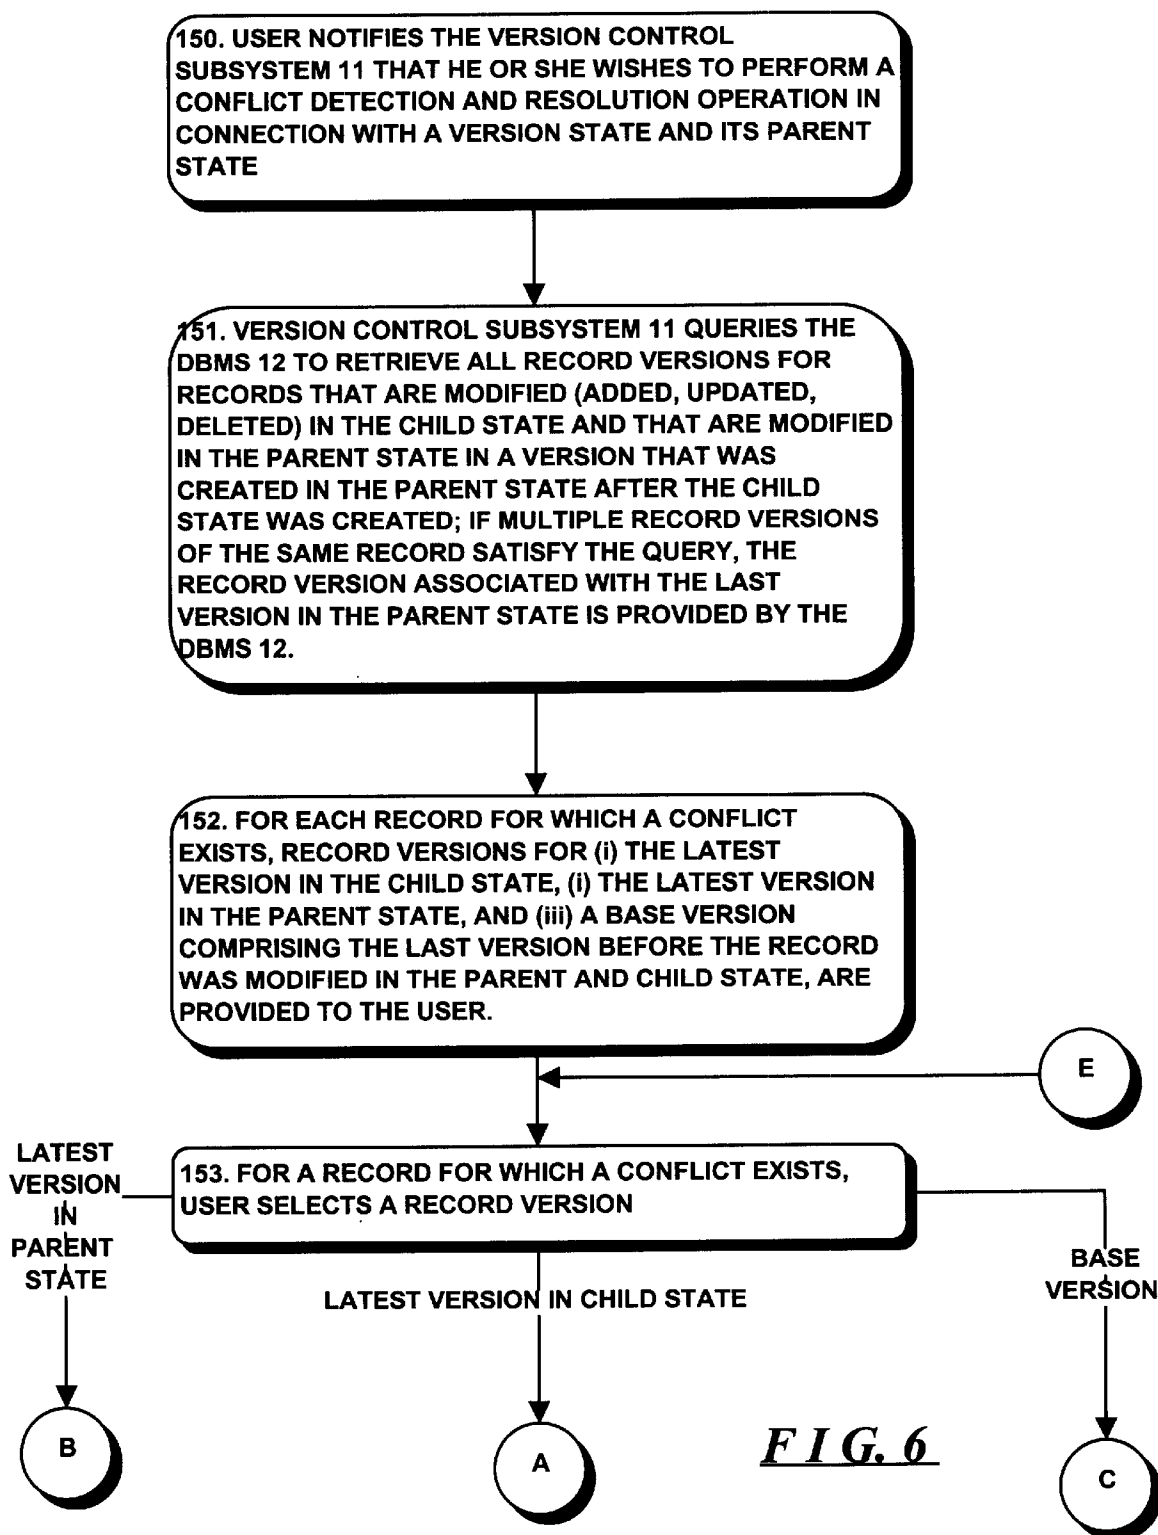 150. USER NOTIFIES THE VERSION CONTROL
SUBSYSTEM 11 THAT HE OR SHE WISHES TO PERFORM A
CONFLICT DETECTION AND RESOLUTION OPERATION IN
CONNECTION WITH A VERSION STATE AND ITS PARENT
STATE
151. VERSION CONTROL SUBSYSTEM 11 QUERIES THE
DBMS 12 TO RETRIEVE ALL RECORD VERSIONS FOR
RECORDS THAT ARE MODIFIED (ADDED, UPDATED,
DELETED) IN THE CHILD STATE AND THAT ARE MODIFIED
IN THE PARENT STATE IN A VERSION THAT WAS
CREATED IN THE PARENT STATE AFTER THE CHILD
STATE WAS CREATED; IF MULTIPLE RECORD VERSIONS
OF THE SAME RECORD SATISFY THE QUERY, THE
RECORD VERSION ASSOCIATED WITH THE LAST
VERSION IN THE PARENT STATE IS PROVIDED BY THE
DBMS 12.
152. FOR EACH RECORD FOR WHICH A CONFLICT
EXISTS, RECORD VERSIONS FOR (i) THE LATEST
VERSION IN THE CHILD STATE, (i) THE LATEST VERSION
IN THE PARENT STATE, AND (iii) A BASE VERSION
COMPRISING THE LAST VERSION BEFORE THE RECORD
WAS MODIFIED IN THE PARENT AND CHILD STATE, ARE
PROVIDED TO THE USER.
E
153. FOR A RECORD FOR WHICH A CONFLICT EXISTS,
USER SELECTS A RECORD VERSION
LATEST
VERSION
IN
PARENT
STATE
LATEST VERSION IN CHILD STATE
BASE
VERSION
B
A
FIG. 6
C